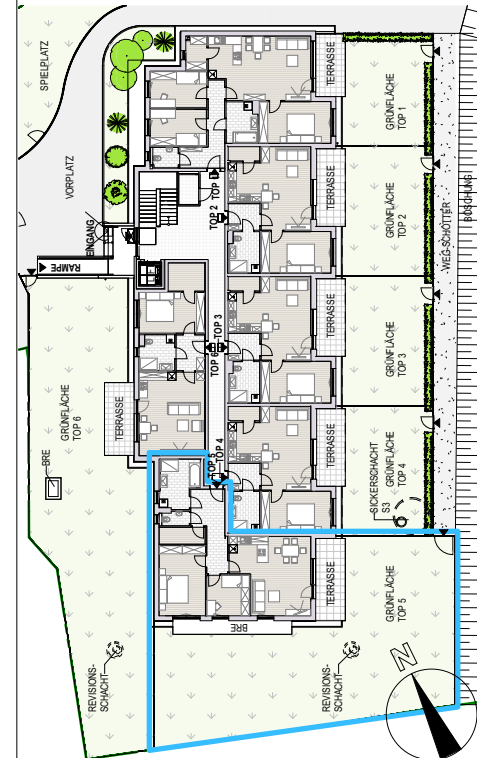 SPIELPLATZ
VORPLATZ
EINGANG
RAMPE
TERRASSE
GRÜNFLÄCHE
TOP 1
TOP 1
TOP 2
TERRASSE
GRÜNFLÄCHE
TOP 2
WEG-SCHOTTER
BÖSCHUNG
TOP 3
TOP 6
TERRASSE
GRÜNFLÄCHE
TOP 3
GRÜNFLÄCHE
TOP 6
BRE
TERRASSE
TOP 4
TOP 5
TERRASSE
SICKERSCHACHT
S3
GRÜNFLÄCHE
TOP 4
TERRASSE
GRÜNFLÄCHE
TOP 5
BRE
REVISIONS-
SCHACHT
REVISIONS-
SCHACHT
N